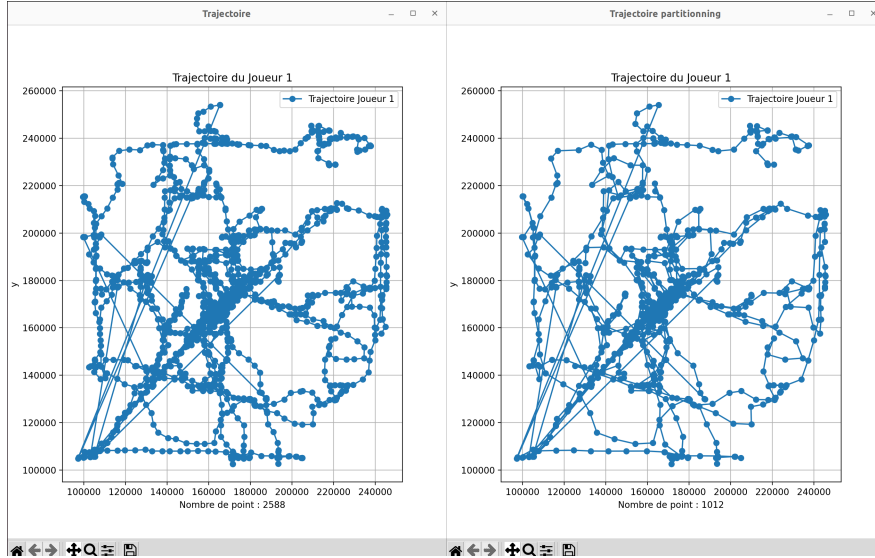 Trajectoire
Trajectoire du Joueur 1
Trajectoire Joueur 1
260000
240000
220000
200000
180000
160000
140000
120000
100000
y
100000 120000 140000 160000 180000 200000 220000 240000
Nombre de point : 2588
Trajectoire partitionning
Trajectoire du Joueur 1
Trajectoire Joueur 1
260000
240000
220000
200000
180000
160000
140000
120000
100000
y
100000 120000 140000 160000 180000 200000 220000 240000
Nombre de point : 1012